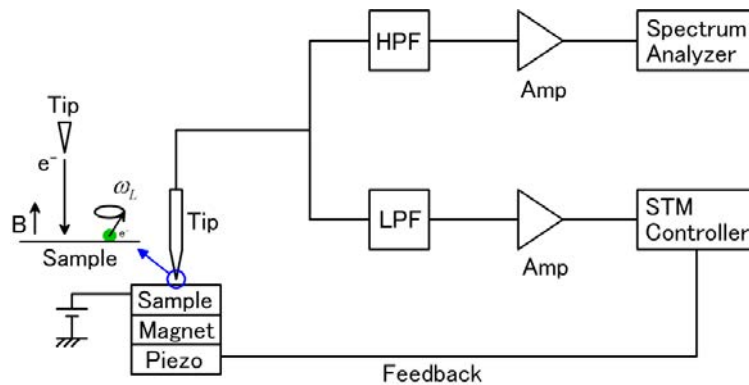 HPF
Amp
Spectrum
Analyzer
Tip
e⁻
B
ω_L
e⁻
Sample
Tip
LPF
Amp
STM
Controller
Sample
Magnet
Piezo
Feedback